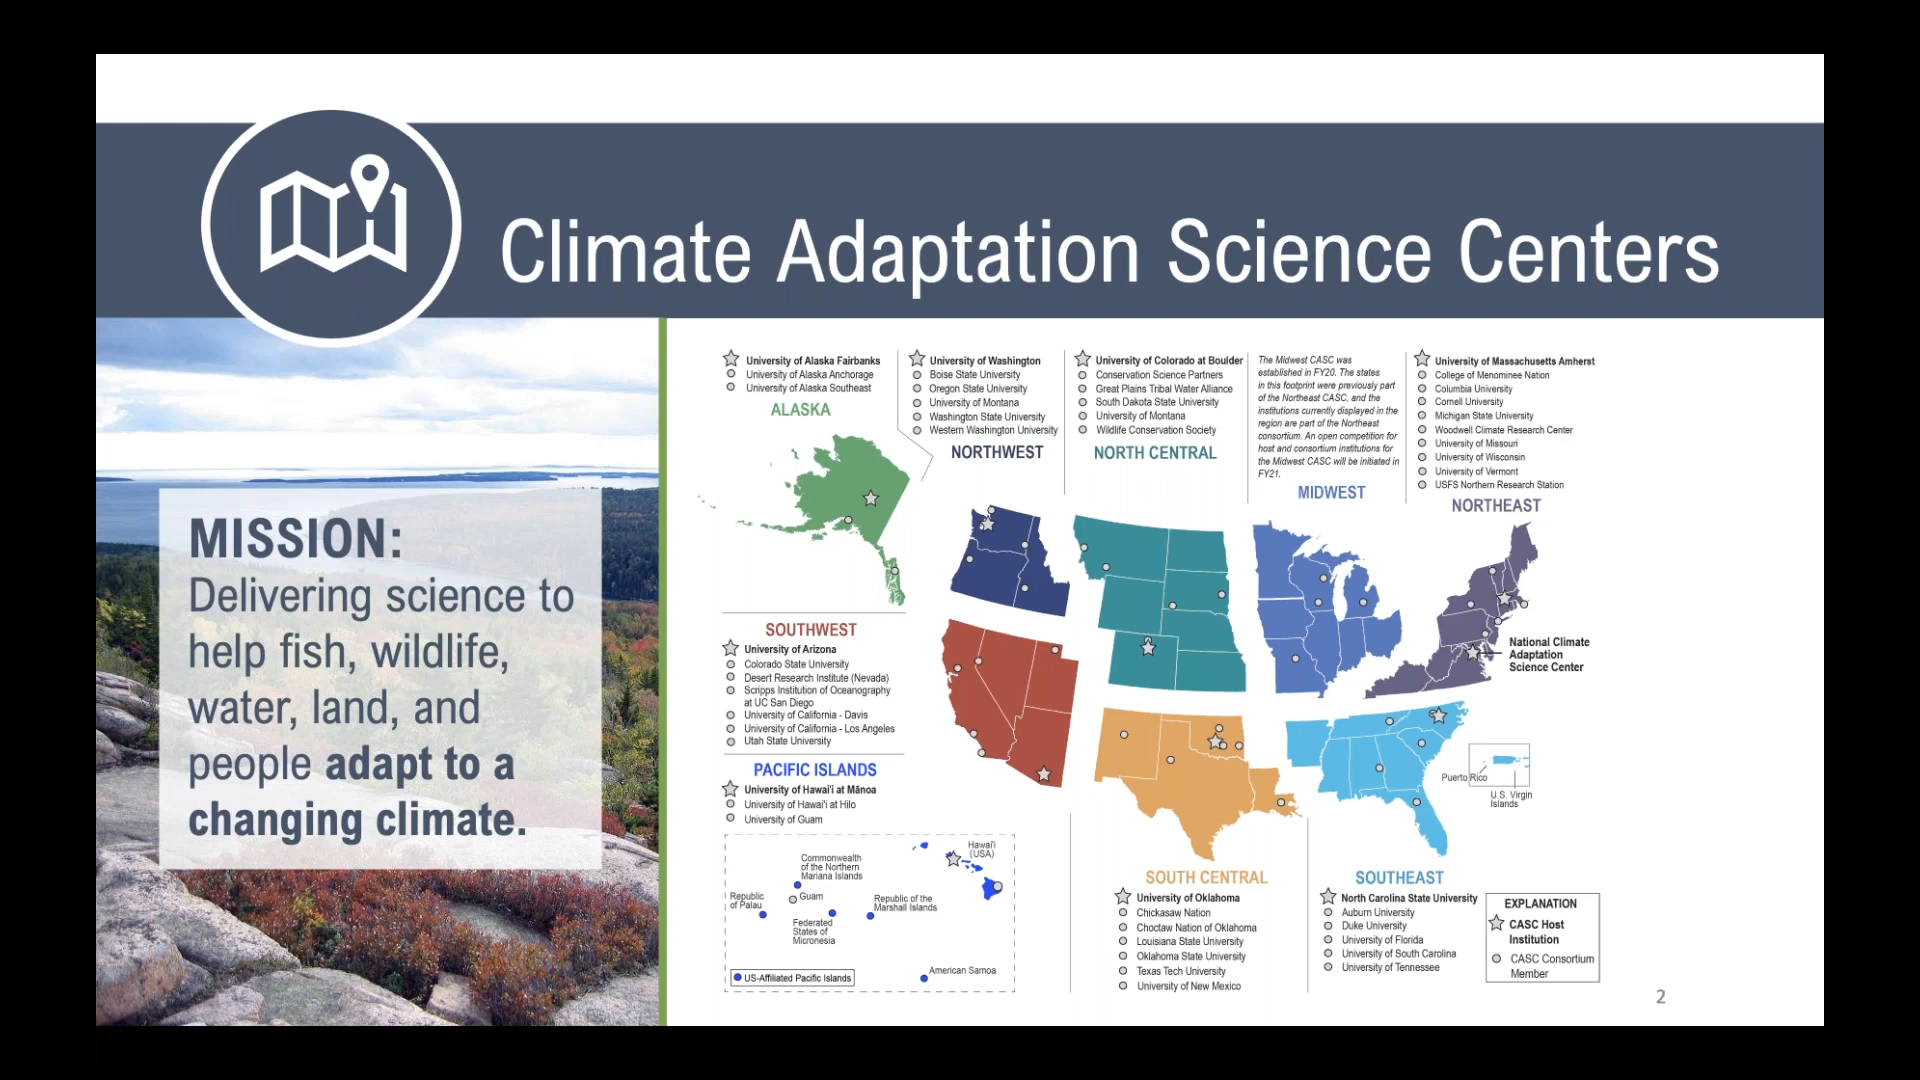 Climate Adaptation Science Centers
MISSION:
Delivering science to
help fish, wildlife,
water, land, and
people adapt to a
changing climate.
University of Alaska Fairbanks
University of Alaska Anchorage
University of Alaska Southeast
ALASKA
University of Washington
Boise State University
Oregon State University
University of Montana
Washington State University
Western Washington University
NORTHWEST
University of Colorado at Boulder
Conservation Science Partners
Great Plains Tribal Water Alliance
South Dakota State University
University of Montana
Wildlife Conservation Society
NORTH CENTRAL
The Midwest CASC was
established in FY20. The states
in this footprint were previously part
of the Northeast CASC, and the
institutions currently displayed in the
region are part of the Northeast
consortium. An open competition for
host and consortium institutions for
the Midwest CASC will be initiated in
FY21.
MIDWEST
University of Massachusetts Amherst
College of Menominee Nation
Columbia University
Cornell University
Michigan State University
Woodwell Climate Research Center
University of Missouri
University of Wisconsin
University of Vermont
USFS Northern Research Station
NORTHEAST
National Climate
Adaptation
Science Center
SOUTHWEST
University of Arizona
Colorado State University
Desert Research Institute (Nevada)
Scripps Institution of Oceanography
at UC San Diego
University of California - Davis
University of California - Los Angeles
Utah State University
PACIFIC ISLANDS
University of Hawai'i at Mānoa
University of Hawai'i at Hilo
University of Guam
Hawai'i
(USA)
Commonwealth
of the Northern
Mariana Islands
Republic
of Palau
Guam
Republic of the
Marshall Islands
Federated
States of
Micronesia
American Samoa
US-Affiliated Pacific Islands
SOUTH CENTRAL
University of Oklahoma
Chickasaw Nation
Choctaw Nation of Oklahoma
Louisiana State University
Oklahoma State University
Texas Tech University
University of New Mexico
Puerto Rico
U.S. Virgin
Islands
SOUTHEAST
North Carolina State University
Auburn University
Duke University
University of Florida
University of South Carolina
University of Tennessee
EXPLANATION
CASC Host
Institution
CASC Consortium
Member
2